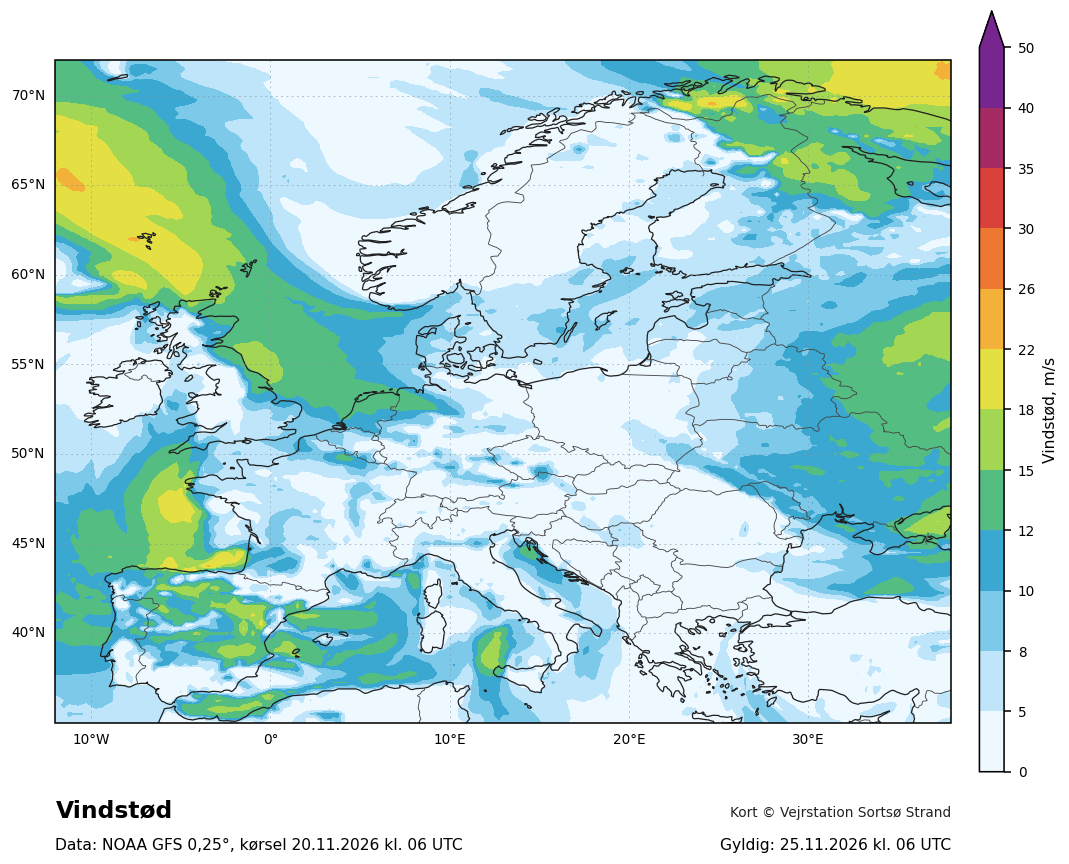 70°N
65°N
60°N
55°N
50°N
45°N
40°N
10°W
0°
10°E
20°E
30°E
50
40
35
30
26
22
18
15
12
10
8
5
0
Vindstød, m/s
Vindstød
Kort © Vejrstation Sortsø Strand
Data: NOAA GFS 0,25°, kørsel 20.11.2026 kl. 06 UTC
Gyldig: 25.11.2026 kl. 06 UTC